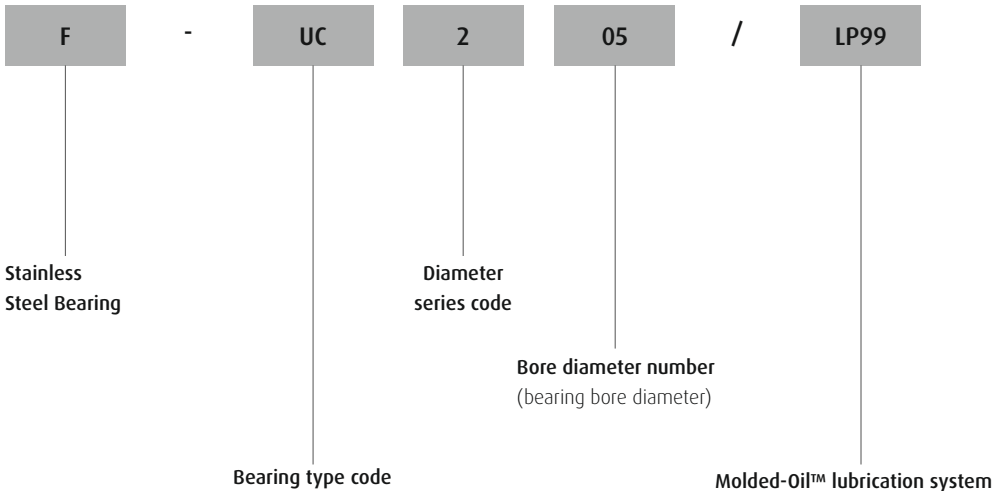 F - UC 2 05 / LP99
Stainless
Steel Bearing
Diameter
series code
Bore diameter number
(bearing bore diameter)
Bearing type code
Molded-Oil™ lubrication system